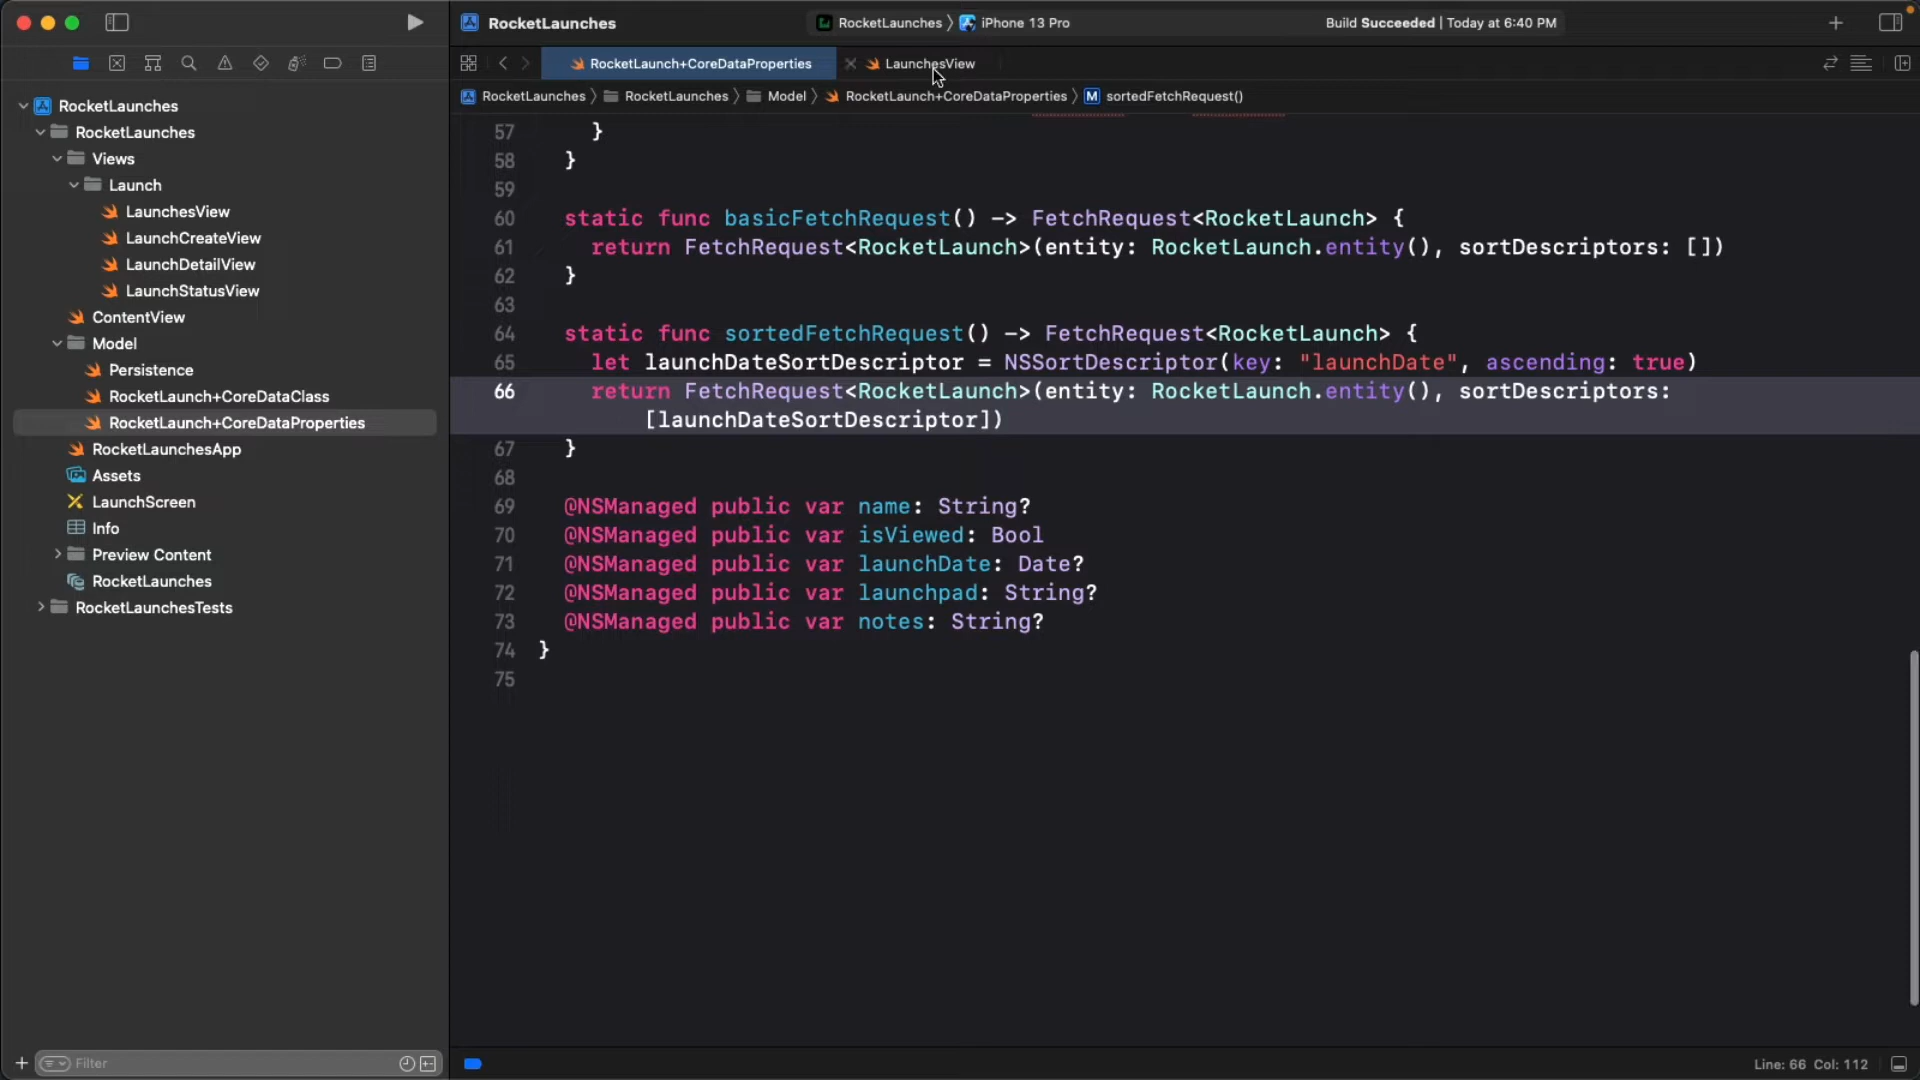 RocketLaunches
RocketLaunches 〉 iPhone 13 Pro
Build Succeeded | Today at 6:40 PM
RocketLaunch+CoreDataProperties
LaunchesView
RocketLaunches 〉 RocketLaunches 〉 Model 〉 RocketLaunch+CoreDataProperties 〉 M sortedFetchRequest()
RocketLaunches
RocketLaunches
Views
Launch
LaunchesView
LaunchCreateView
LaunchDetailView
LaunchStatusView
ContentView
Model
Persistence
RocketLaunch+CoreDataClass
RocketLaunch+CoreDataProperties
RocketLaunchesApp
Assets
LaunchScreen
Info
Preview Content
RocketLaunches
RocketLaunchesTests
Filter
57 }
58 }
59
60 static func basicFetchRequest() -> FetchRequest<RocketLaunch> {
61 return FetchRequest<RocketLaunch>(entity: RocketLaunch.entity(), sortDescriptors: [])
62 }
63
64 static func sortedFetchRequest() -> FetchRequest<RocketLaunch> {
65 let launchDateSortDescriptor = NSSortDescriptor(key: "launchDate", ascending: true)
66 return FetchRequest<RocketLaunch>(entity: RocketLaunch.entity(), sortDescriptors:
[launchDateSortDescriptor])
67 }
68
69 @NSManaged public var name: String?
70 @NSManaged public var isViewed: Bool
71 @NSManaged public var launchDate: Date?
72 @NSManaged public var launchpad: String?
73 @NSManaged public var notes: String?
74 }
75
Line: 66 Col: 112